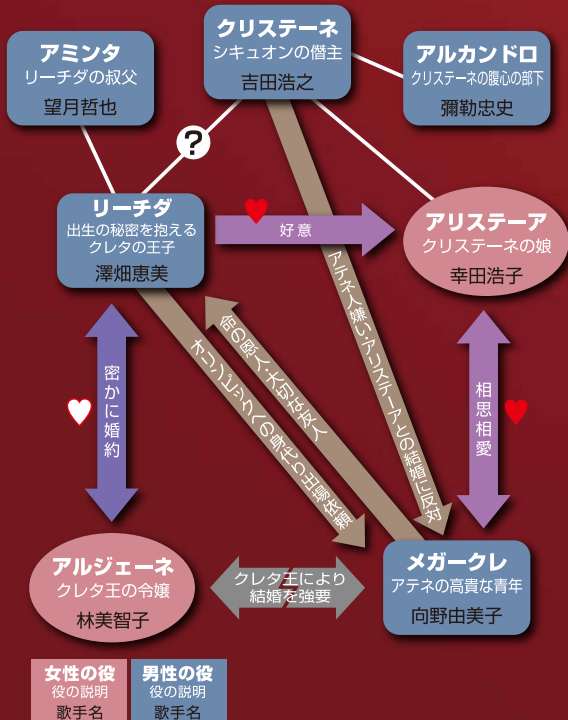 クリステーネ
シキュオンの僭主
吉田浩之
アミンタ
リーチダの叔父
望月哲也
アルカンドロ
クリステーネの腹心の部下
彌勒忠史
?
リーチダ
出生の秘密を抱える
クレタの王子
澤畑恵美
好意
アリステーア
クリステーネの娘
幸田浩子
アテネ人嫌い・アリステーアとの結婚に反対
命の恩人・大切な友人
オリンピックへの身代り出場依頼
密かに婚約
相思相愛
アルジェーネ
クレタ王の令嬢
林美智子
クレタ王により
結婚を強要
メガークレ
アテネの高貴な青年
向野由美子
女性の役
役の説明
歌手名
男性の役
役の説明
歌手名